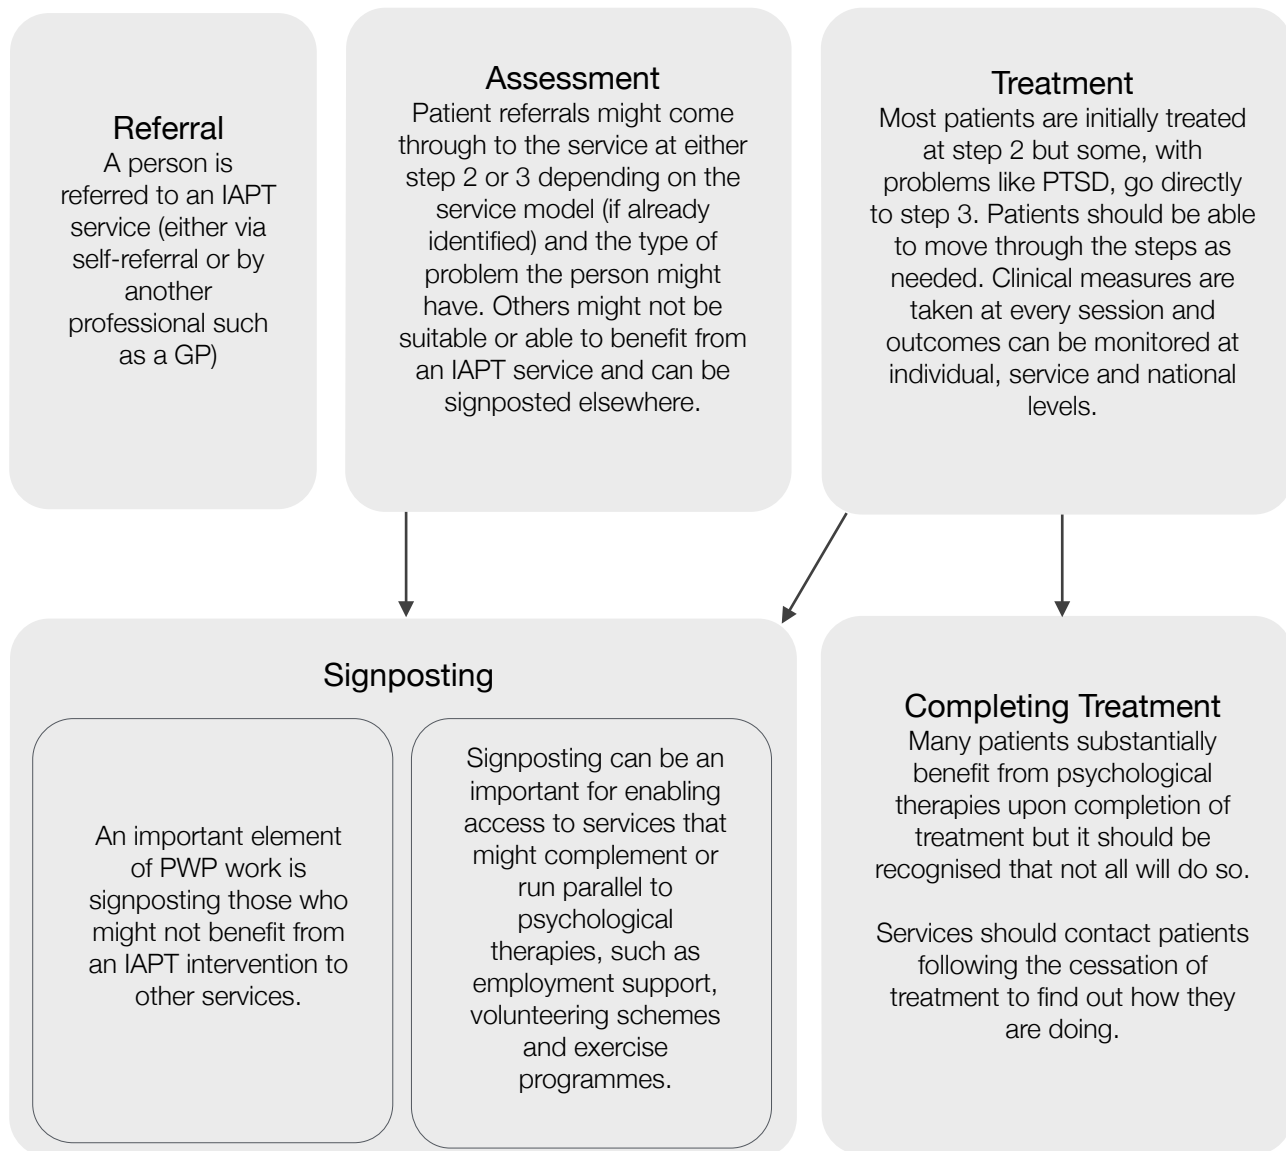 Referral
A person is
referred to an IAPT
service (either via
self-referral or by
another
professional such
as a GP)
Assessment
Patient referrals might come
through to the service at either
step 2 or 3 depending on the
service model (if already
identified) and the type of
problem the person might
have. Others might not be
suitable or able to benefit from
an IAPT service and can be
signposted elsewhere.
Treatment
Most patients are initially treated
at step 2 but some, with
problems like PTSD, go directly
to step 3. Patients should be able
to move through the steps as
needed. Clinical measures are
taken at every session and
outcomes can be monitored at
individual, service and national
levels.
Signposting
An important element
of PWP work is
signposting those who
might not benefit from
an IAPT intervention to
other services.
Signposting can be an
important for enabling
access to services that
might complement or
run parallel to
psychological
therapies, such as
employment support,
volunteering schemes
and exercise
programmes.
Completing Treatment
Many patients substantially
benefit from psychological
therapies upon completion of
treatment but it should be
recognised that not all will do so.
Services should contact patients
following the cessation of
treatment to find out how they
are doing.